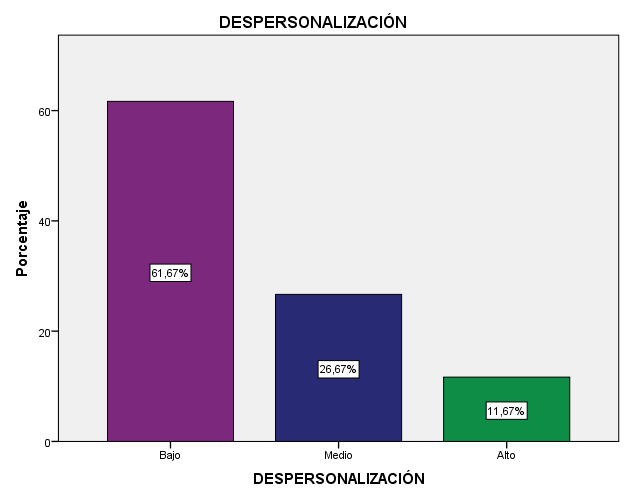 DESPERSONALIZACIÓN
Porcentaje
60
40
20
0
61,67%
26,67%
11,67%
Bajo
Medio
Alto
DESPERSONALIZACIÓN